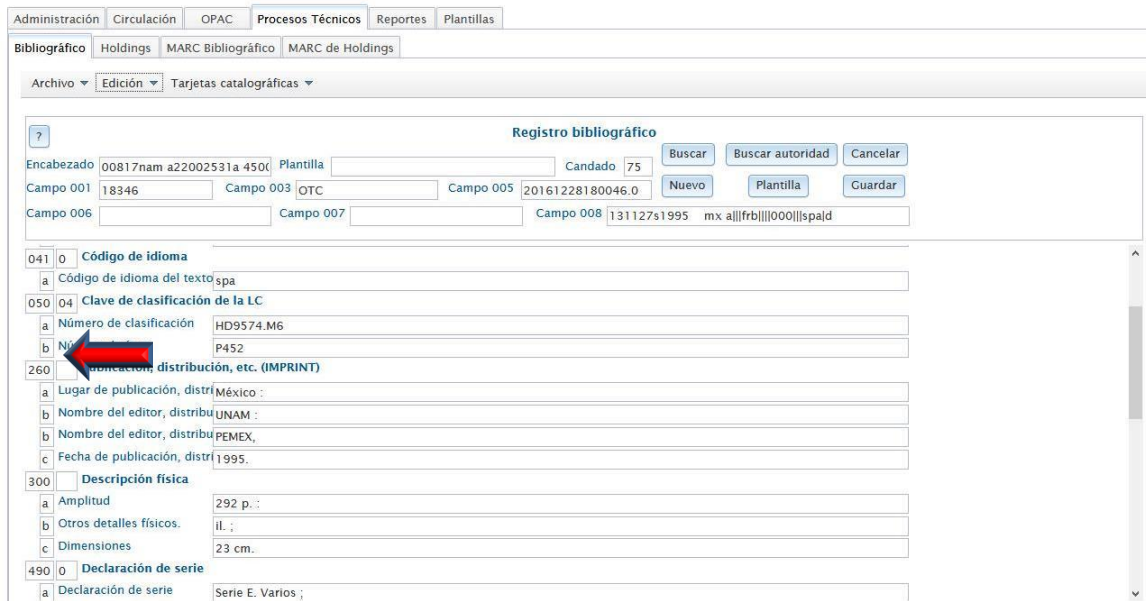 Administración Circulación OPAC Procesos Técnicos Reportes Plantillas
Bibliográfico Holdings MARC Bibliográfico MARC de Holdings
Archivo Edición Tarjetas catalográficas
? Registro bibliográfico
Encabezado 00817nam a22002531a 450( Plantilla Candado 75 Buscar Buscar autoridad Cancelar
Campo 001 18346 Campo 003 OTC Campo 005 20161228180046.0 Nuevo Plantilla Guardar
Campo 006 Campo 007 Campo 008 131127s1995 mx a|||frb||||000|||spa|d
041 0 Código de idioma
a Código de idioma del texto spa
050 04 Clave de clasificación de la LC
a Número de clasificación HD9574.M6
b P452
260 distribución, etc. (IMPRINT)
a Lugar de publicación, distri México :
b Nombre del editor, distribu UNAM :
b Nombre del editor, distribu PEMEX,
c Fecha de publicación, distri 1995.
300 Descripción física
a Amplitud 292 p. :
b Otros detalles físicos. il. ;
c Dimensiones 23 cm.
490 0 Declaración de serie
a Declaración de serie Serie E. Varios ;